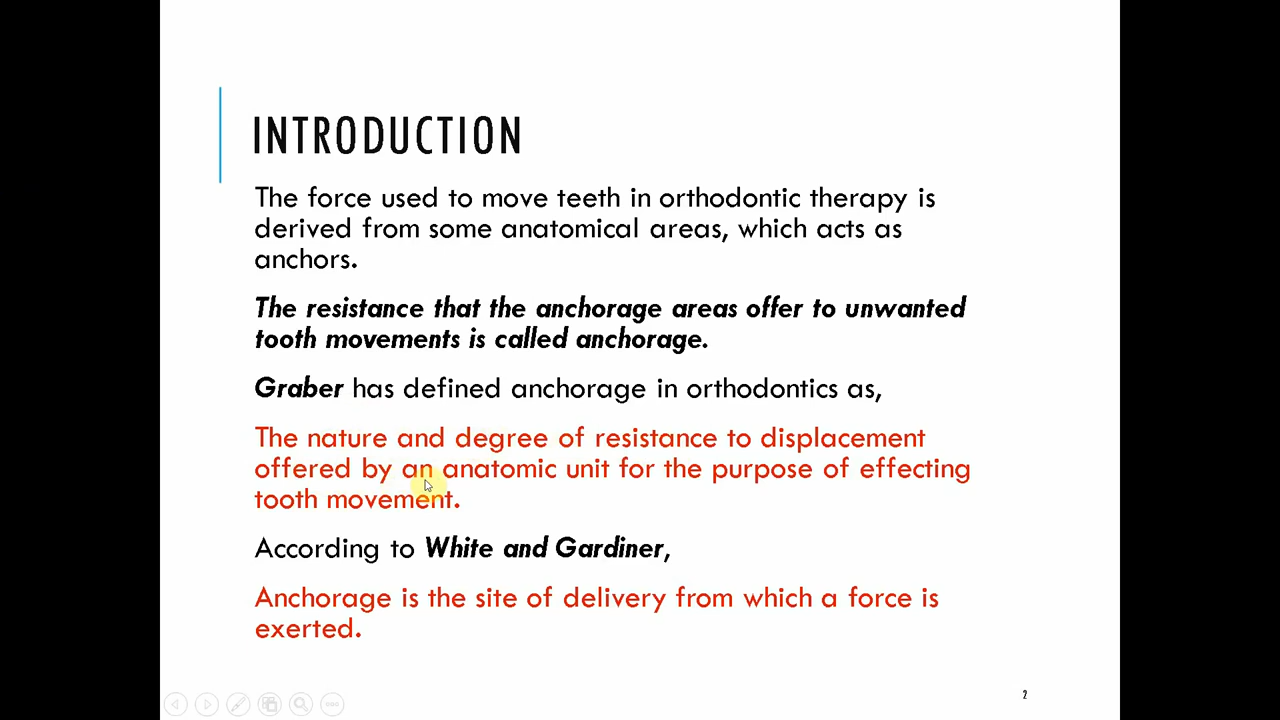 INTRODUCTION
The force used to move teeth in orthodontic therapy is
derived from some anatomical areas, which acts as
anchors.
The resistance that the anchorage areas offer to unwanted
tooth movements is called anchorage.
Graber has defined anchorage in orthodontics as,
The nature and degree of resistance to displacement
offered by an anatomic unit for the purpose of effecting
tooth movement.
According to White and Gardiner,
Anchorage is the site of delivery from which a force is
exerted.
2